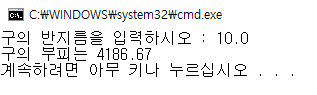 C:\WINDOWS\system32\cmd.exe
구의 반지름을 입력하시오 : 10.0
구의 부피는 4186.67
계속하려면 아무 키나 누르십시오 . . .